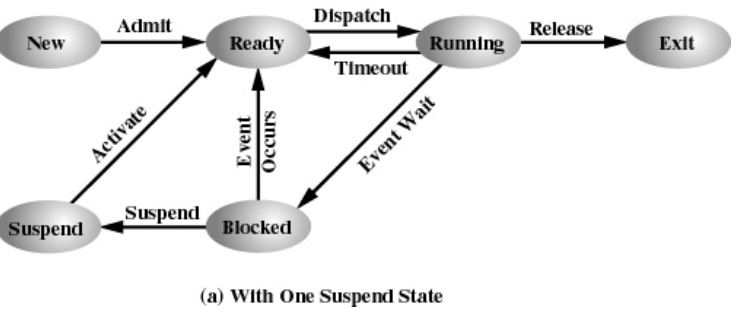 Dispatch
Admit
Release
New
Ready
Running
Exit
Timeout
Activate
Event
Occurs
Event Wait
Suspend
Suspend
Blocked
(a) With One Suspend State